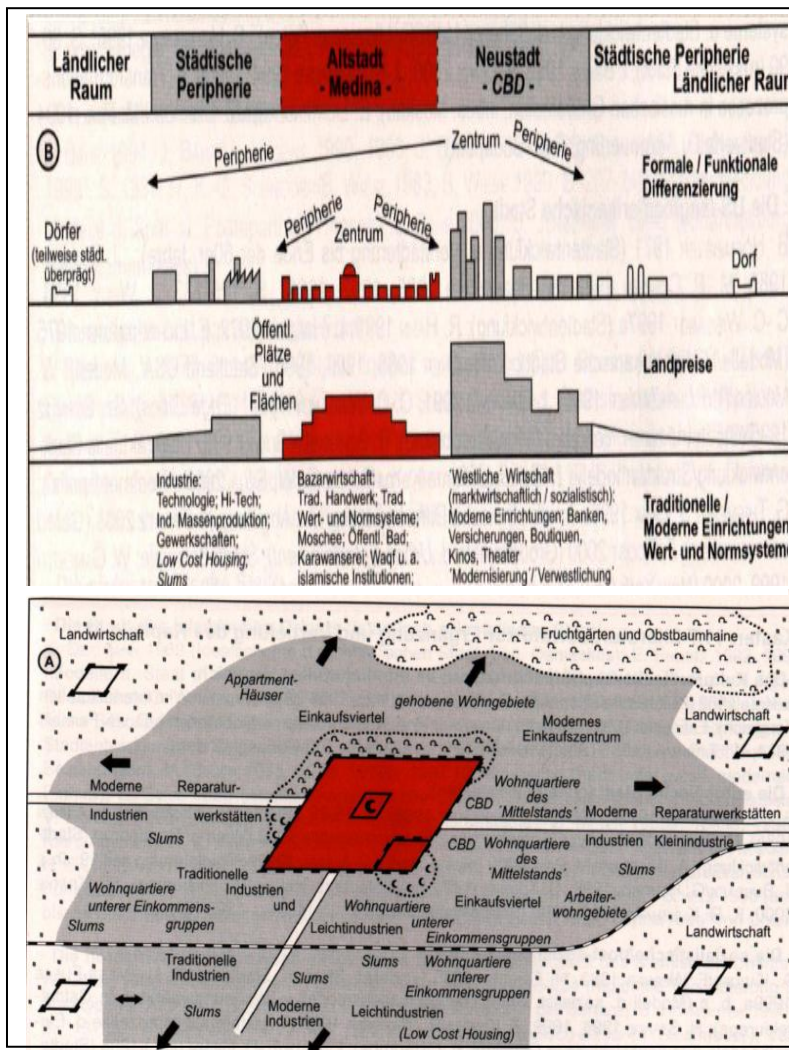 Ländlicher
Raum
Städtische
Peripherie
Altstadt
- Medina -
Neustadt
- CBD -
Städtische Peripherie
Ländlicher Raum
B
Peripherie
Zentrum
Peripherie
Formale / Funktionale
Differenzierung
Dörfer
(teilweise städt.
überprägt)
Peripherie
Peripherie
Zentrum
Dorf
Öffentl.
Plätze
und
Flächen
Landpreise
Industrie:
Technologie; Hi-Tech;
Ind. Massenproduktion;
Gewerkschaften;
Low Cost Housing;
Slums
Bazarwirtschaft:
Trad. Handwerk; Trad.
Wert- und Normsysteme;
Moschee; Öffentl. Bad;
Karawanserei; Waqf u. a.
islamische Institutionen;
Westliche Wirtschaft
(marktwirtschaftlich / sozialistisch):
Moderne Einrichtungen; Banken,
Versicherungen, Boutiquen,
Kinos, Theater
'Modernisierung'/'Verwestlichung'
Traditionelle /
Moderne Einrichtungen
Wert- und Normsysteme
A
Landwirtschaft
Fruchtgärten und Obstbaumhaine
Appartment-
Häuser
Einkaufsviertel
gehobene Wohngebiete
Modernes
Einkaufszentrum
Landwirtschaft
Moderne
Industrien
Reparatur-
werkstätten
Slums
CBD
Wohnquartiere
des
'Mittelstands'
Moderne
Industrien
Reparaturwerkstätten
Kleinindustrie
CBD
Wohnquartiere
des
'Mittelstands'
Slums
Traditionelle
Industrien
und
Leichtindustrien
Wohnquartiere
unterer Einkommens-
gruppen
Slums
Wohnquartiere
unterer
Einkommensgruppen
Einkaufsviertel
Arbeiter-
wohngebiete
Landwirtschaft
Traditionelle
Industrien
Slums
Slums
Wohnquartiere
unterer
Einkommensgruppen
Moderne
Industrien
Leichtindustrien
Slums
(Low Cost Housing)